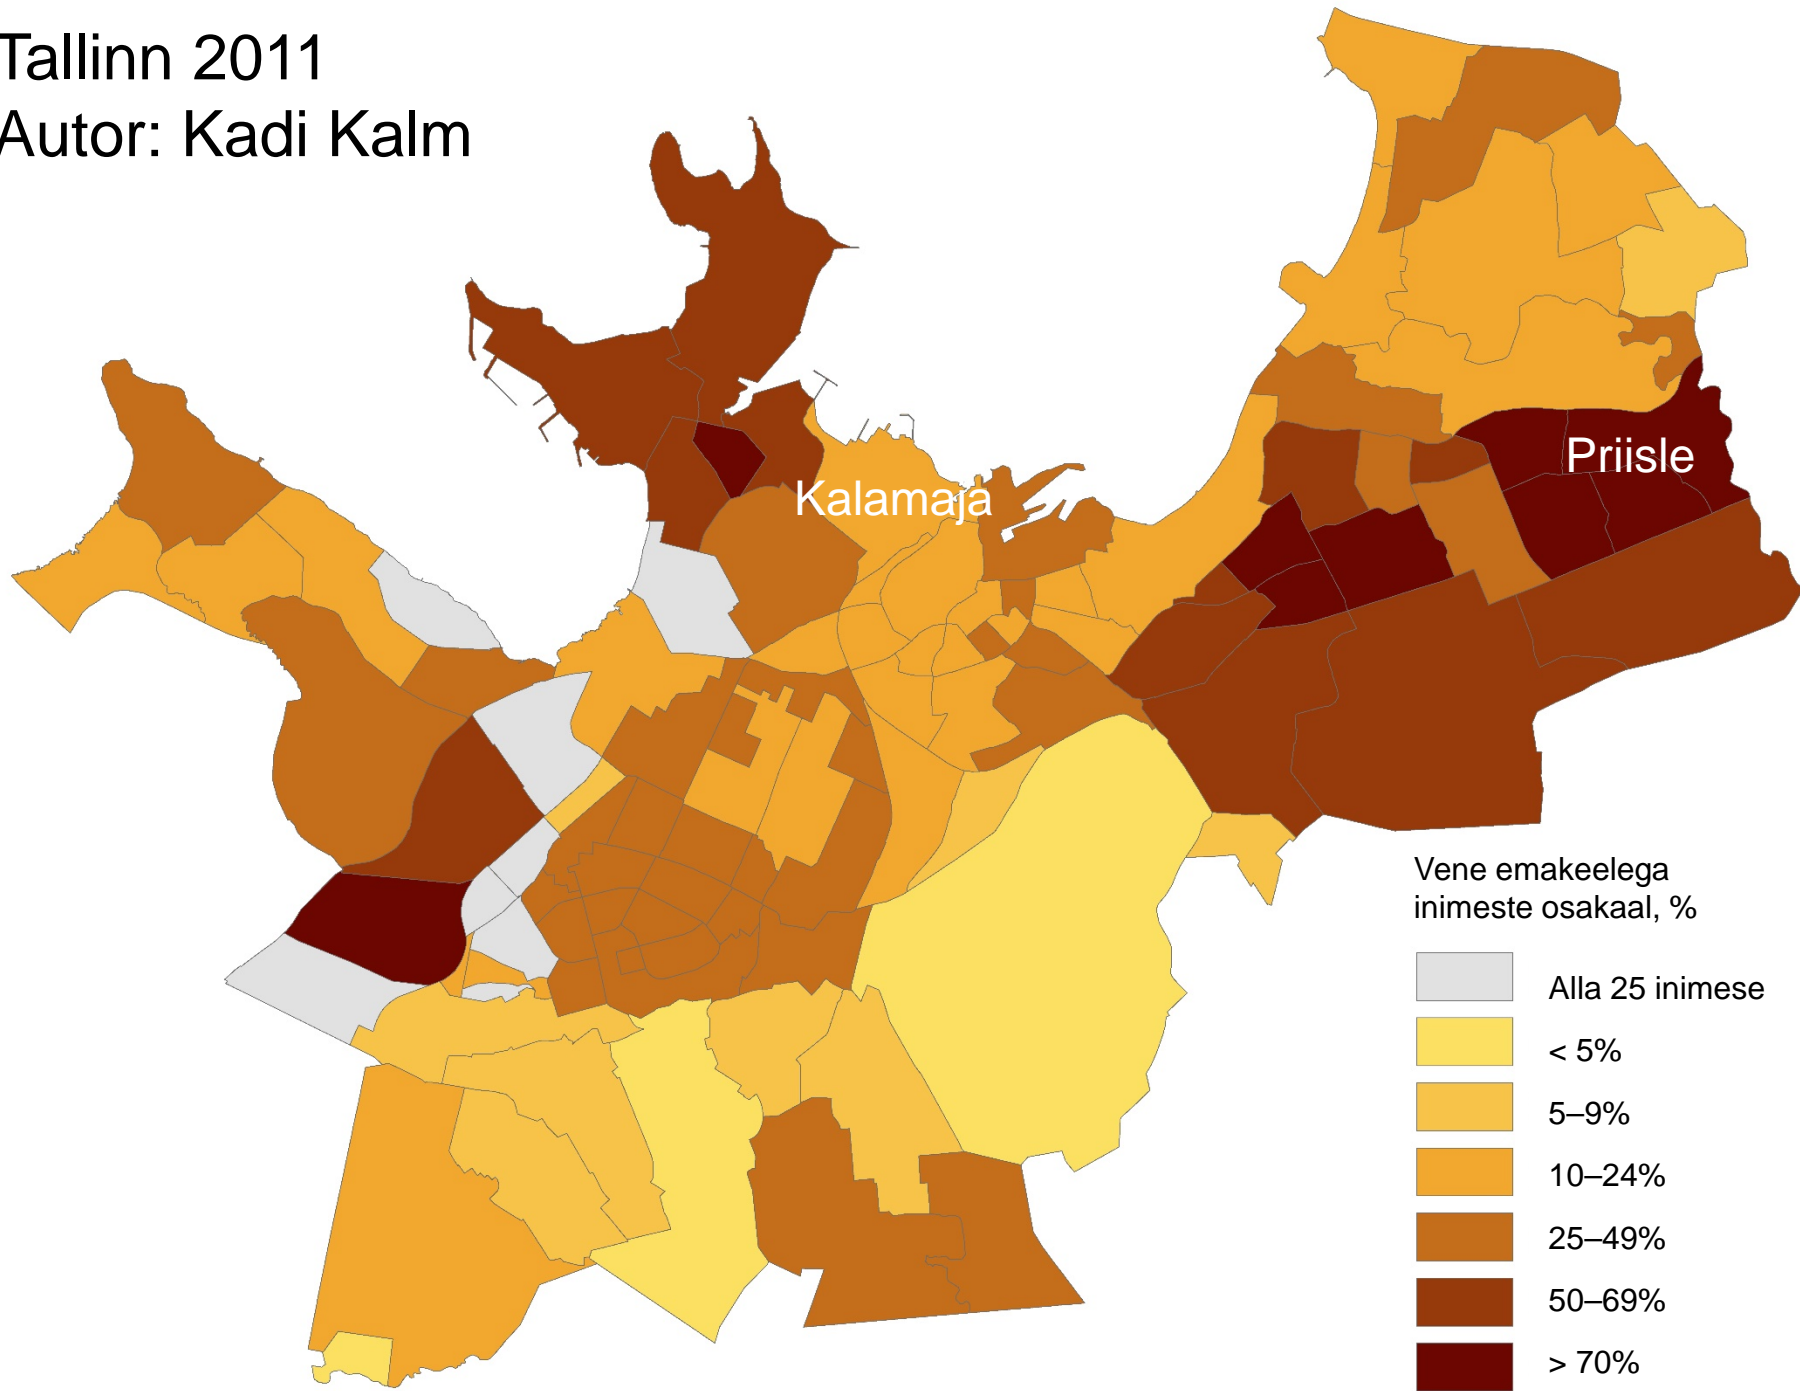 Tallinn 2011
Autor: Kadi Kalm
Priisle
Kalamaja
Vene emakeelega
inimeste osakaal, %
Alla 25 inimese
< 5%
5–9%
10–24%
25–49%
50–69%
> 70%